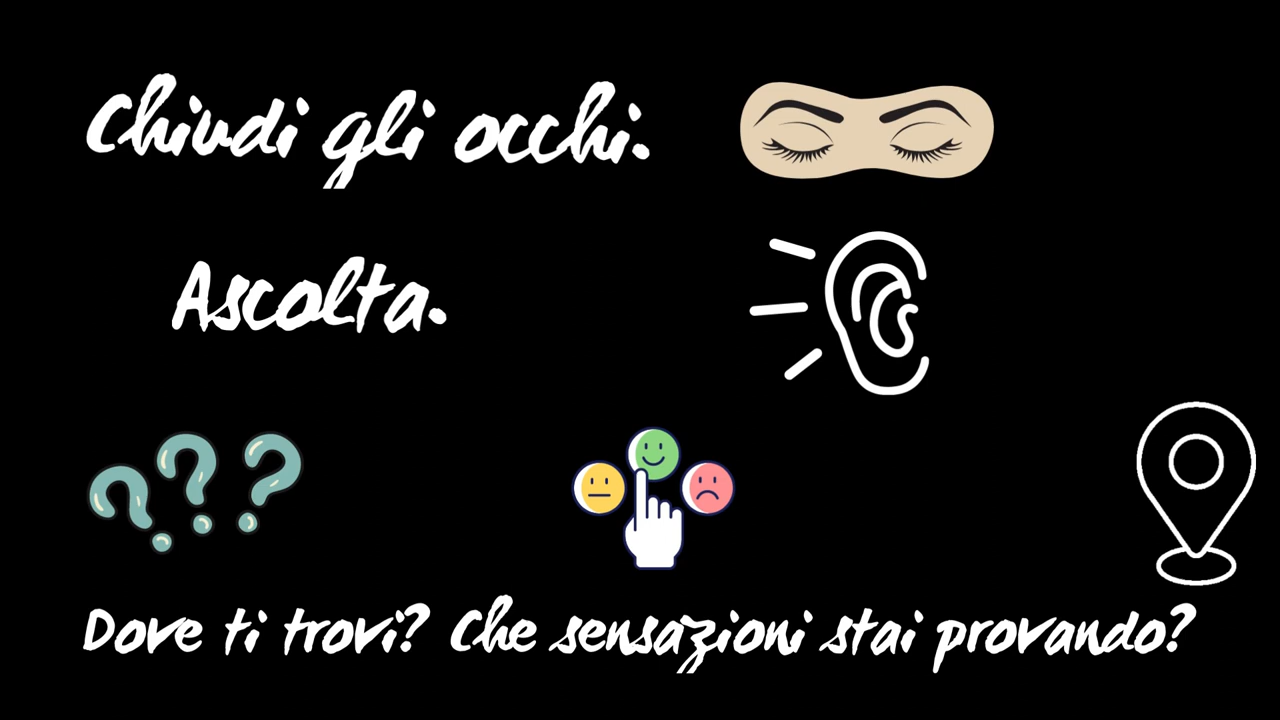 Chiudi gli occhi.
Ascolta.
Dove ti trovi? Che sensazioni stai provando?